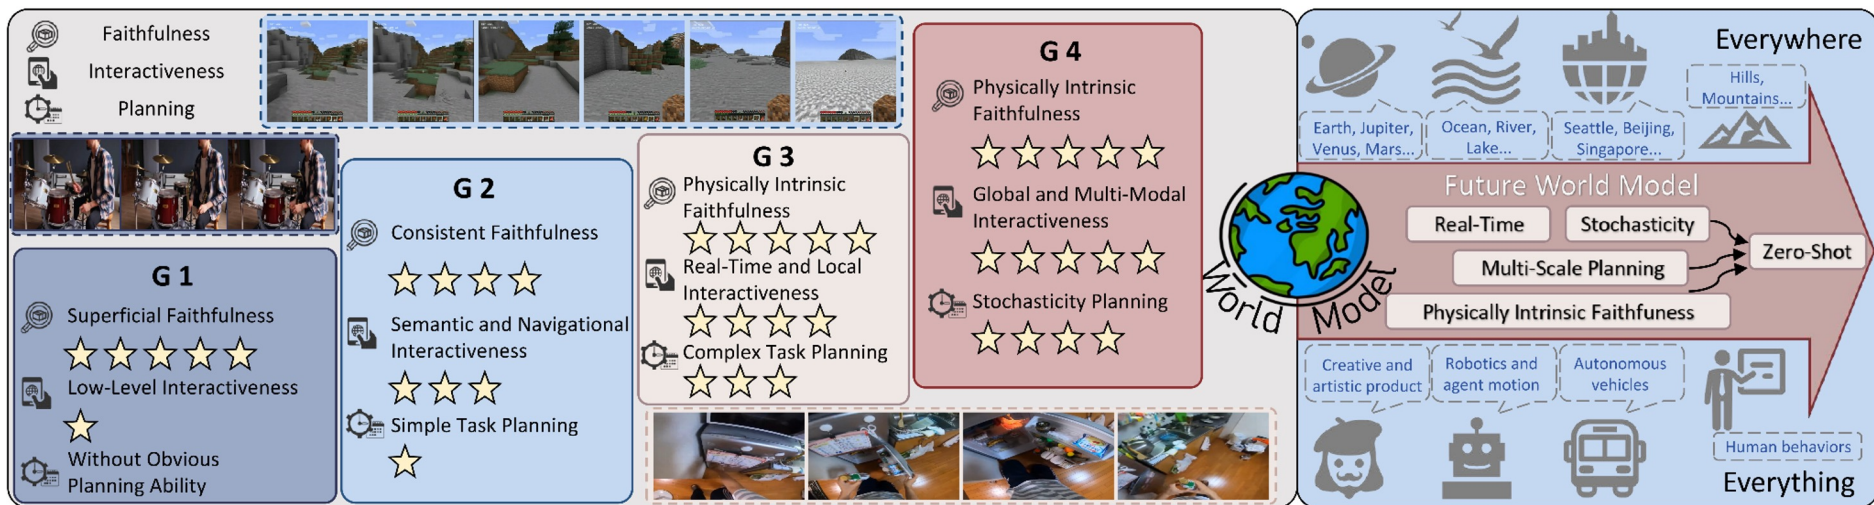 Faithfulness
Interactiveness
Planning
G 1
Superficial Faithfulness
Low-Level Interactiveness
Without Obvious
Planning Ability
G 2
Consistent Faithfulness
Semantic and Navigational
Interactiveness
Simple Task Planning
G 3
Physically Intrinsic
Faithfulness
Real-Time and Local
Interactiveness
Complex Task Planning
G 4
Physically Intrinsic
Faithfulness
Global and Multi-Modal
Interactiveness
Stochasticity Planning
World Model
Everywhere
Earth, Jupiter,
Venus, Mars...
Ocean, River,
Lake...
Seattle, Beijing,
Singapore...
Hills,
Mountains...
Future World Model
Real-Time
Stochasticity
Multi-Scale Planning
Zero-Shot
Physically Intrinsic Faithfuness
Creative and
artistic product
Robotics and
agent motion
Autonomous
vehicles
Human behaviors
Everything